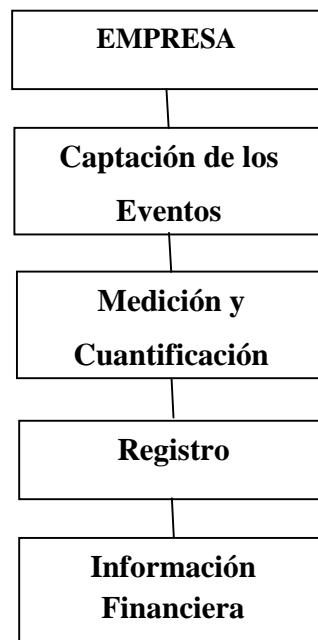 EMPRESA
Captación de los
Eventos
Medición y
Cuantificación
Registro
Información
Financiera